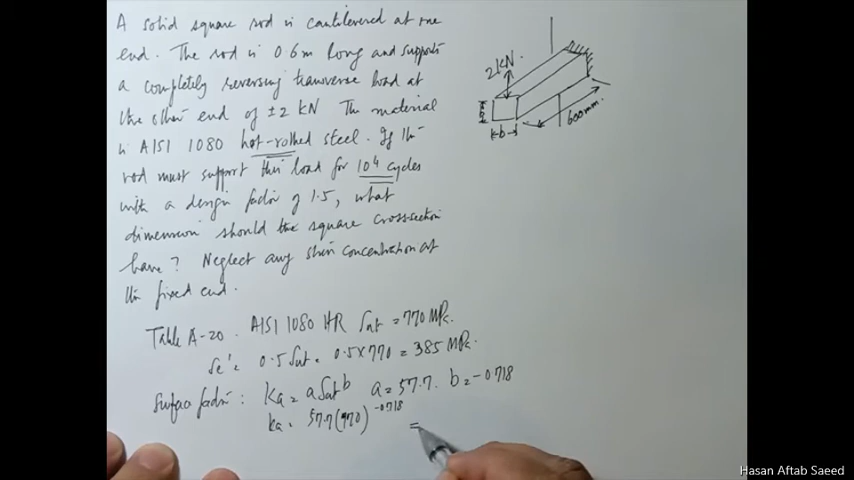 A solid square rod is cantilevered at one
end. The rod is 0.6m long and supports
a completely reversing transverse load at
the other end of ±2 KN The material
is AISI 1080 hot-rolled steel. If the
rod must support this load for 10^4 cycles
with a design factor of 1.5, what
dimension should the square cross-section
have? Neglect any stress concentration at
the fixed end.
2KN.
600mm.
k-b-x
Table A-20. AISI 1080 HR Sut = 770 MPa.
Se' = 0.5 Sut = 0.5 x 770 = 385 MPa.
Surface factor: Ka = a Sut^b a = 57.7. b = -0.718
ka = 57.7(770)^-0.718 =
Hasan Aftab Saeed